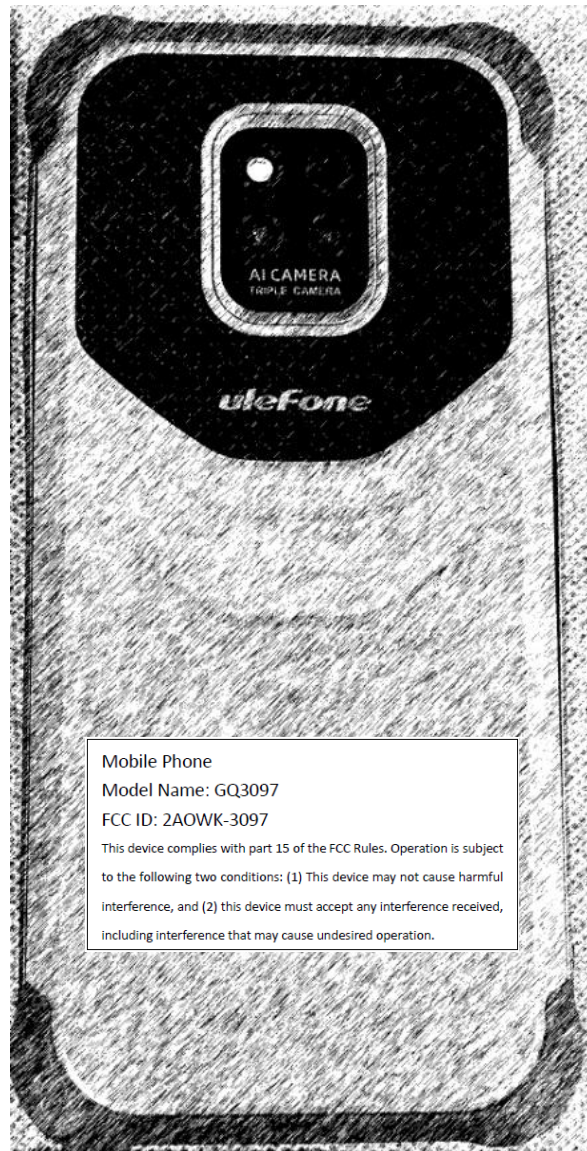 AI CAMERA
TRIPLE CAMERA
uleFone
Mobile Phone
Model Name: GQ3097
FCC ID: 2AOWK-3097
This device complies with part 15 of the FCC Rules. Operation is subject
to the following two conditions: (1) This device may not cause harmful
interference, and (2) this device must accept any interference received,
including interference that may cause undesired operation.